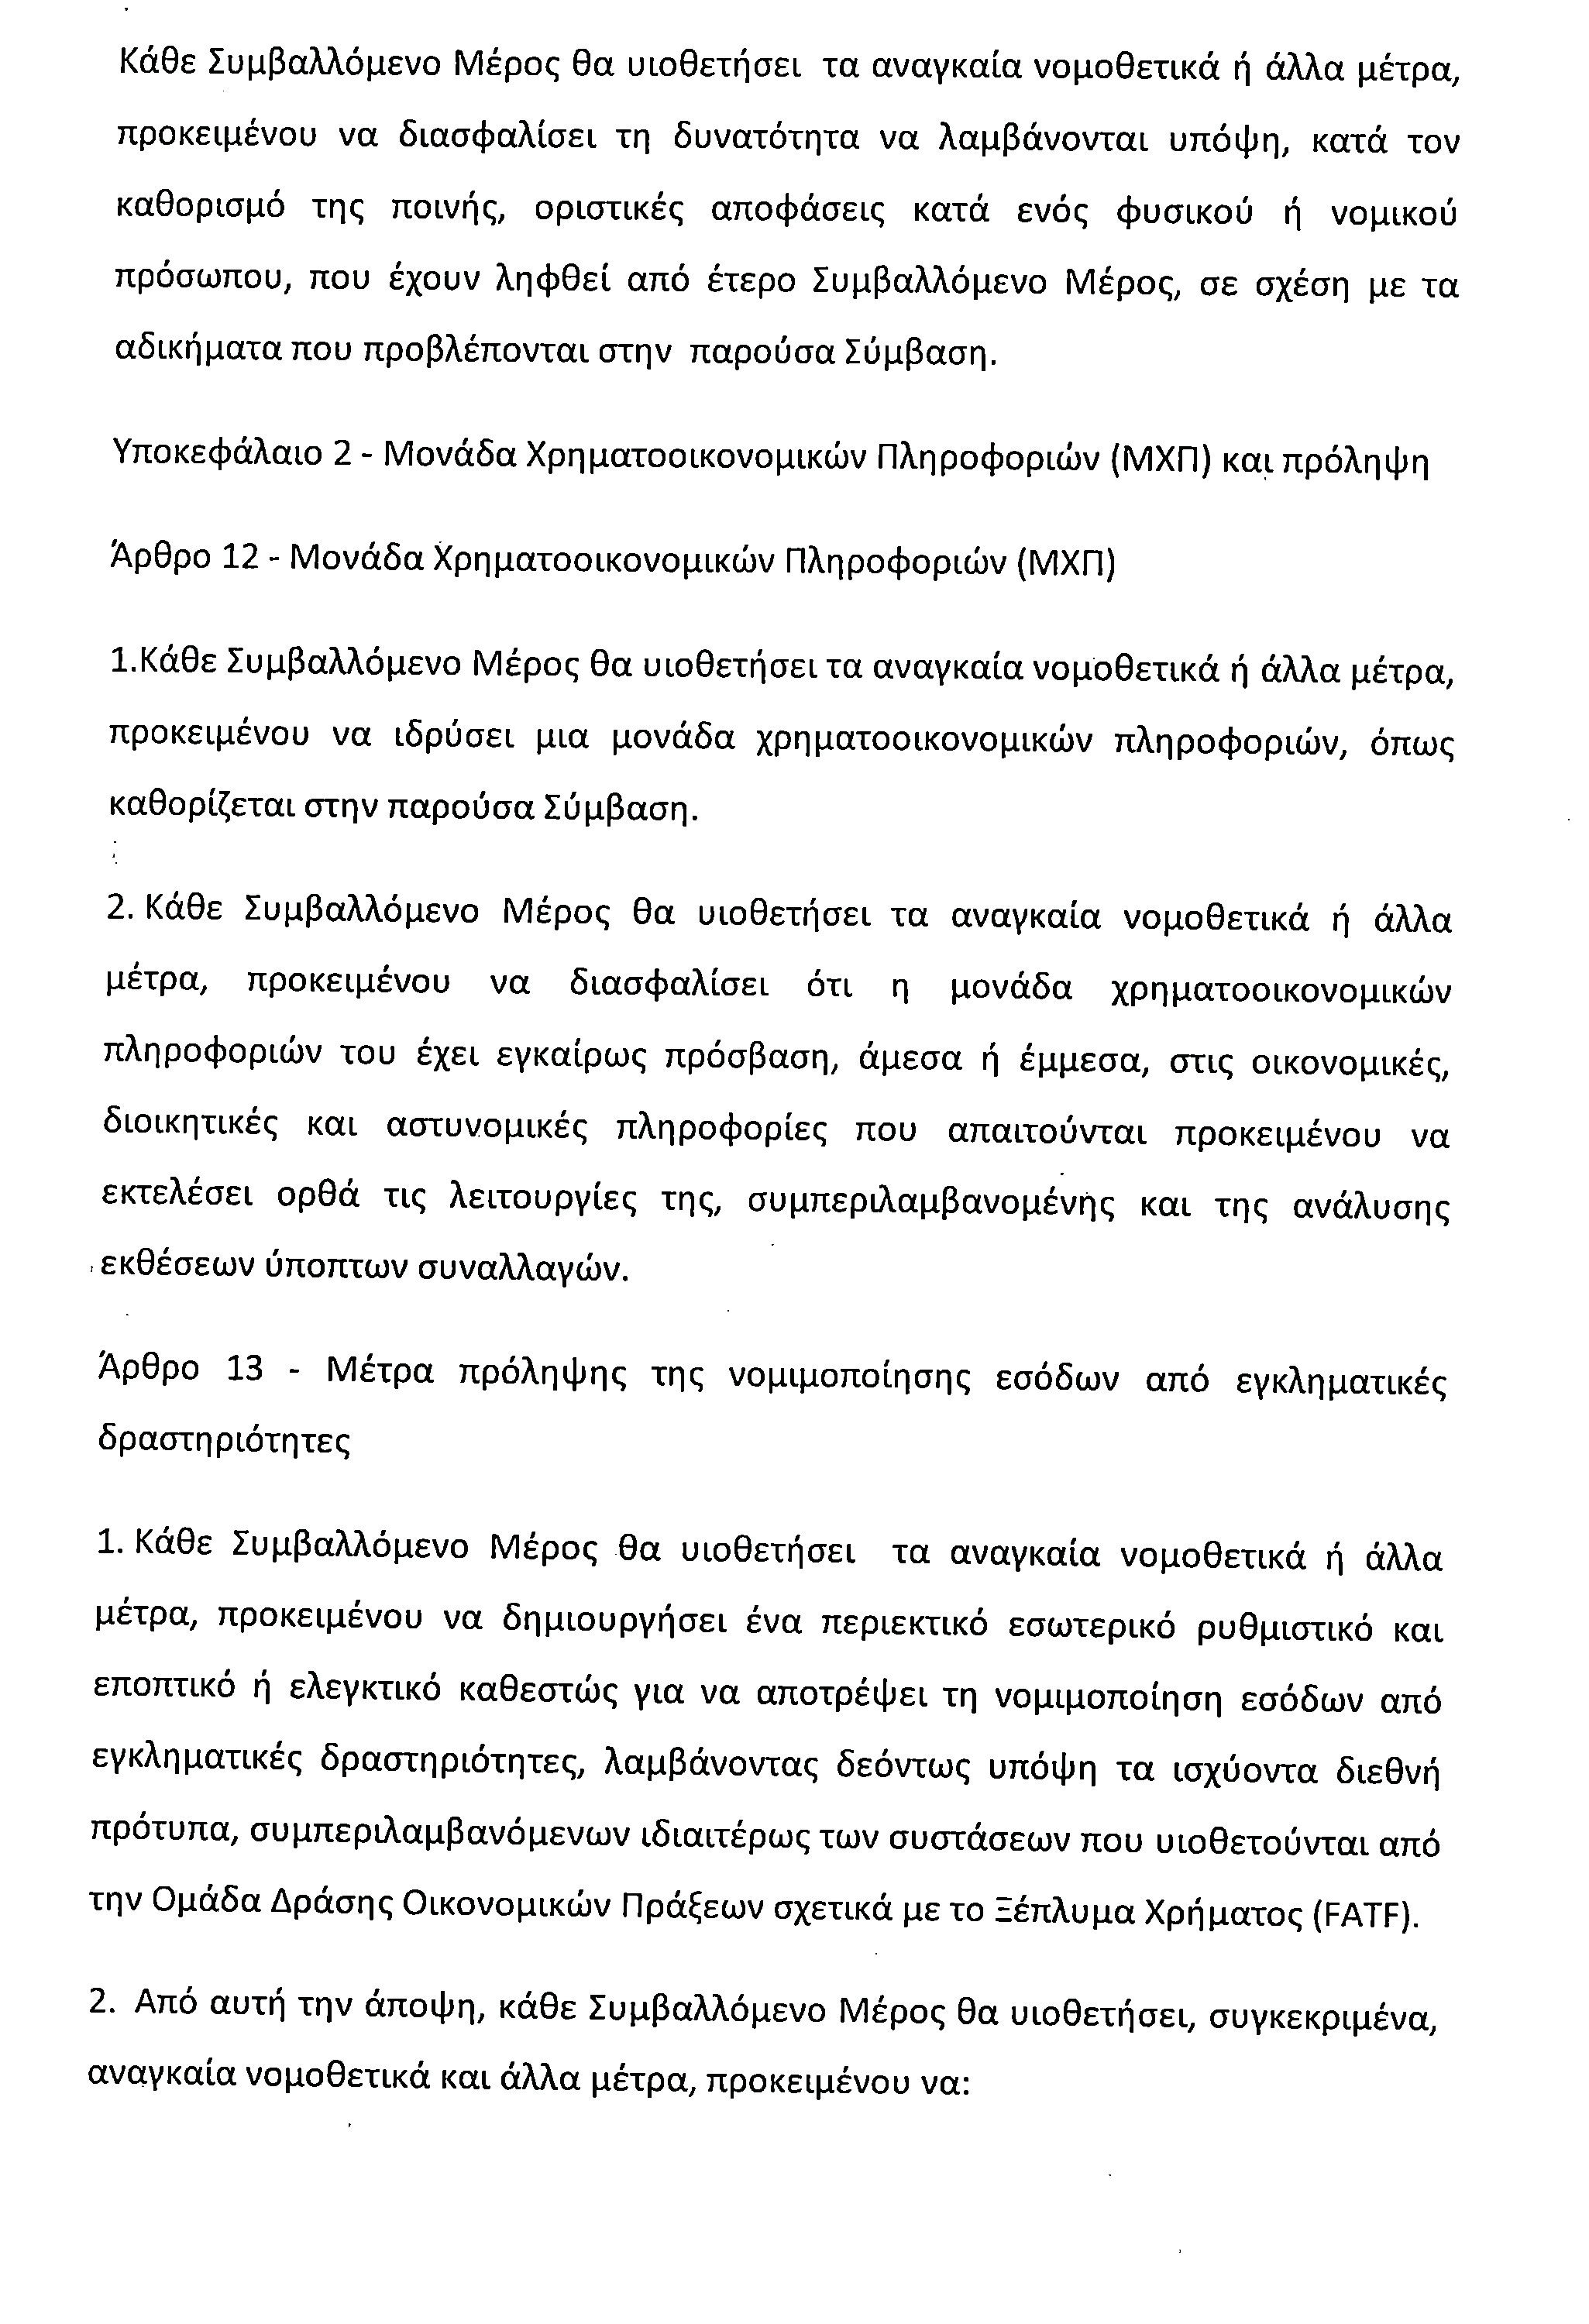 Κάθε Συμβαλλόμενο Μέρος θα υιοθετήσει τα αναγκαία νομοθετικά ή άλλα μέτρα,
προκειμένου να διασφαλίσει τη δυνατότητα να λαμβάνονται υπόψη, κατά τον
καθορισμό της ποινής, οριστικές αποφάσεις κατά ενός φυσικού ή νομικού
πρόσωπου, που έχουν ληφθεί από έτερο Συμβαλλόμενο Μέρος, σε σχέση με τα
αδικήματα που προβλέπονται στην παρούσα Σύμβαση.
Υποκεφάλαιο 2 - Μονάδα Χρηματοοικονομικών Πληροφοριών (ΜΧΠ) και πρόληψη
Άρθρο 12 - Μονάδα Χρηματοοικονομικών Πληροφοριών (ΜΧΠ)
1.Κάθε Συμβαλλόμενο Μέρος θα υιοθετήσει τα αναγκαία νομοθετικά ή άλλα μέτρα,
προκειμένου να ιδρύσει μια μονάδα χρηματοοικονομικών πληροφοριών, όπως
καθορίζεται στην παρούσα Σύμβαση.
2. Κάθε Συμβαλλόμενο Μέρος θα υιοθετήσει τα αναγκαία νομοθετικά ή άλλα
μέτρα, προκειμένου να διασφαλίσει ότι η μονάδα χρηματοοικονομικών
πληροφοριών του έχει εγκαίρως πρόσβαση, άμεσα ή έμμεσα, στις οικονομικές,
διοικητικές και αστυνομικές πληροφορίες που απαιτούνται προκειμένου να
εκτελέσει ορθά τις λειτουργίες της, συμπεριλαμβανομένης και της ανάλυσης
εκθέσεων ύποπτων συναλλαγών.
Άρθρο 13 - Μέτρα πρόληψης της νομιμοποίησης εσόδων από εγκληματικές
δραστηριότητες
1. Κάθε Συμβαλλόμενο Μέρος θα υιοθετήσει τα αναγκαία νομοθετικά ή άλλα
μέτρα, προκειμένου να δημιουργήσει ένα περιεκτικό εσωτερικό ρυθμιστικό και
εποπτικό ή ελεγκτικό καθεστώς για να αποτρέψει τη νομιμοποίηση εσόδων από
εγκληματικές δραστηριότητες, λαμβάνοντας δεόντως υπόψη τα ισχύοντα διεθνή
πρότυπα, συμπεριλαμβανόμενων ιδιαιτέρως των συστάσεων που υιοθετούνται από
την Ομάδα Δράσης Οικονομικών Πράξεων σχετικά με το Ξέπλυμα Χρήματος (FATF).
2. Από αυτή την άποψη, κάθε Συμβαλλόμενο Μέρος θα υιοθετήσει, συγκεκριμένα,
αναγκαία νομοθετικά και άλλα μέτρα, προκειμένου να: